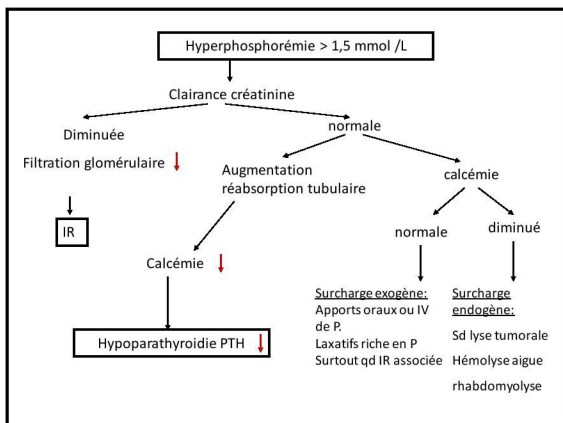 Hyperphosphorémie > 1,5 mmol /L
Clairance créatinine
Diminuée
normale
Filtration glomérulaire
Augmentation
réabsorption tubulaire
calcémie
IR
normale
diminué
Calcémie
Surcharge exogène:
Apports oraux ou IV
de P.
Laxatifs riche en P
Surtout qd IR associée
Surcharge
endogène:
Sd lyse tumorale
Hémolyse aigue
rhabdomyolyse
Hypoparathyroidie PTH